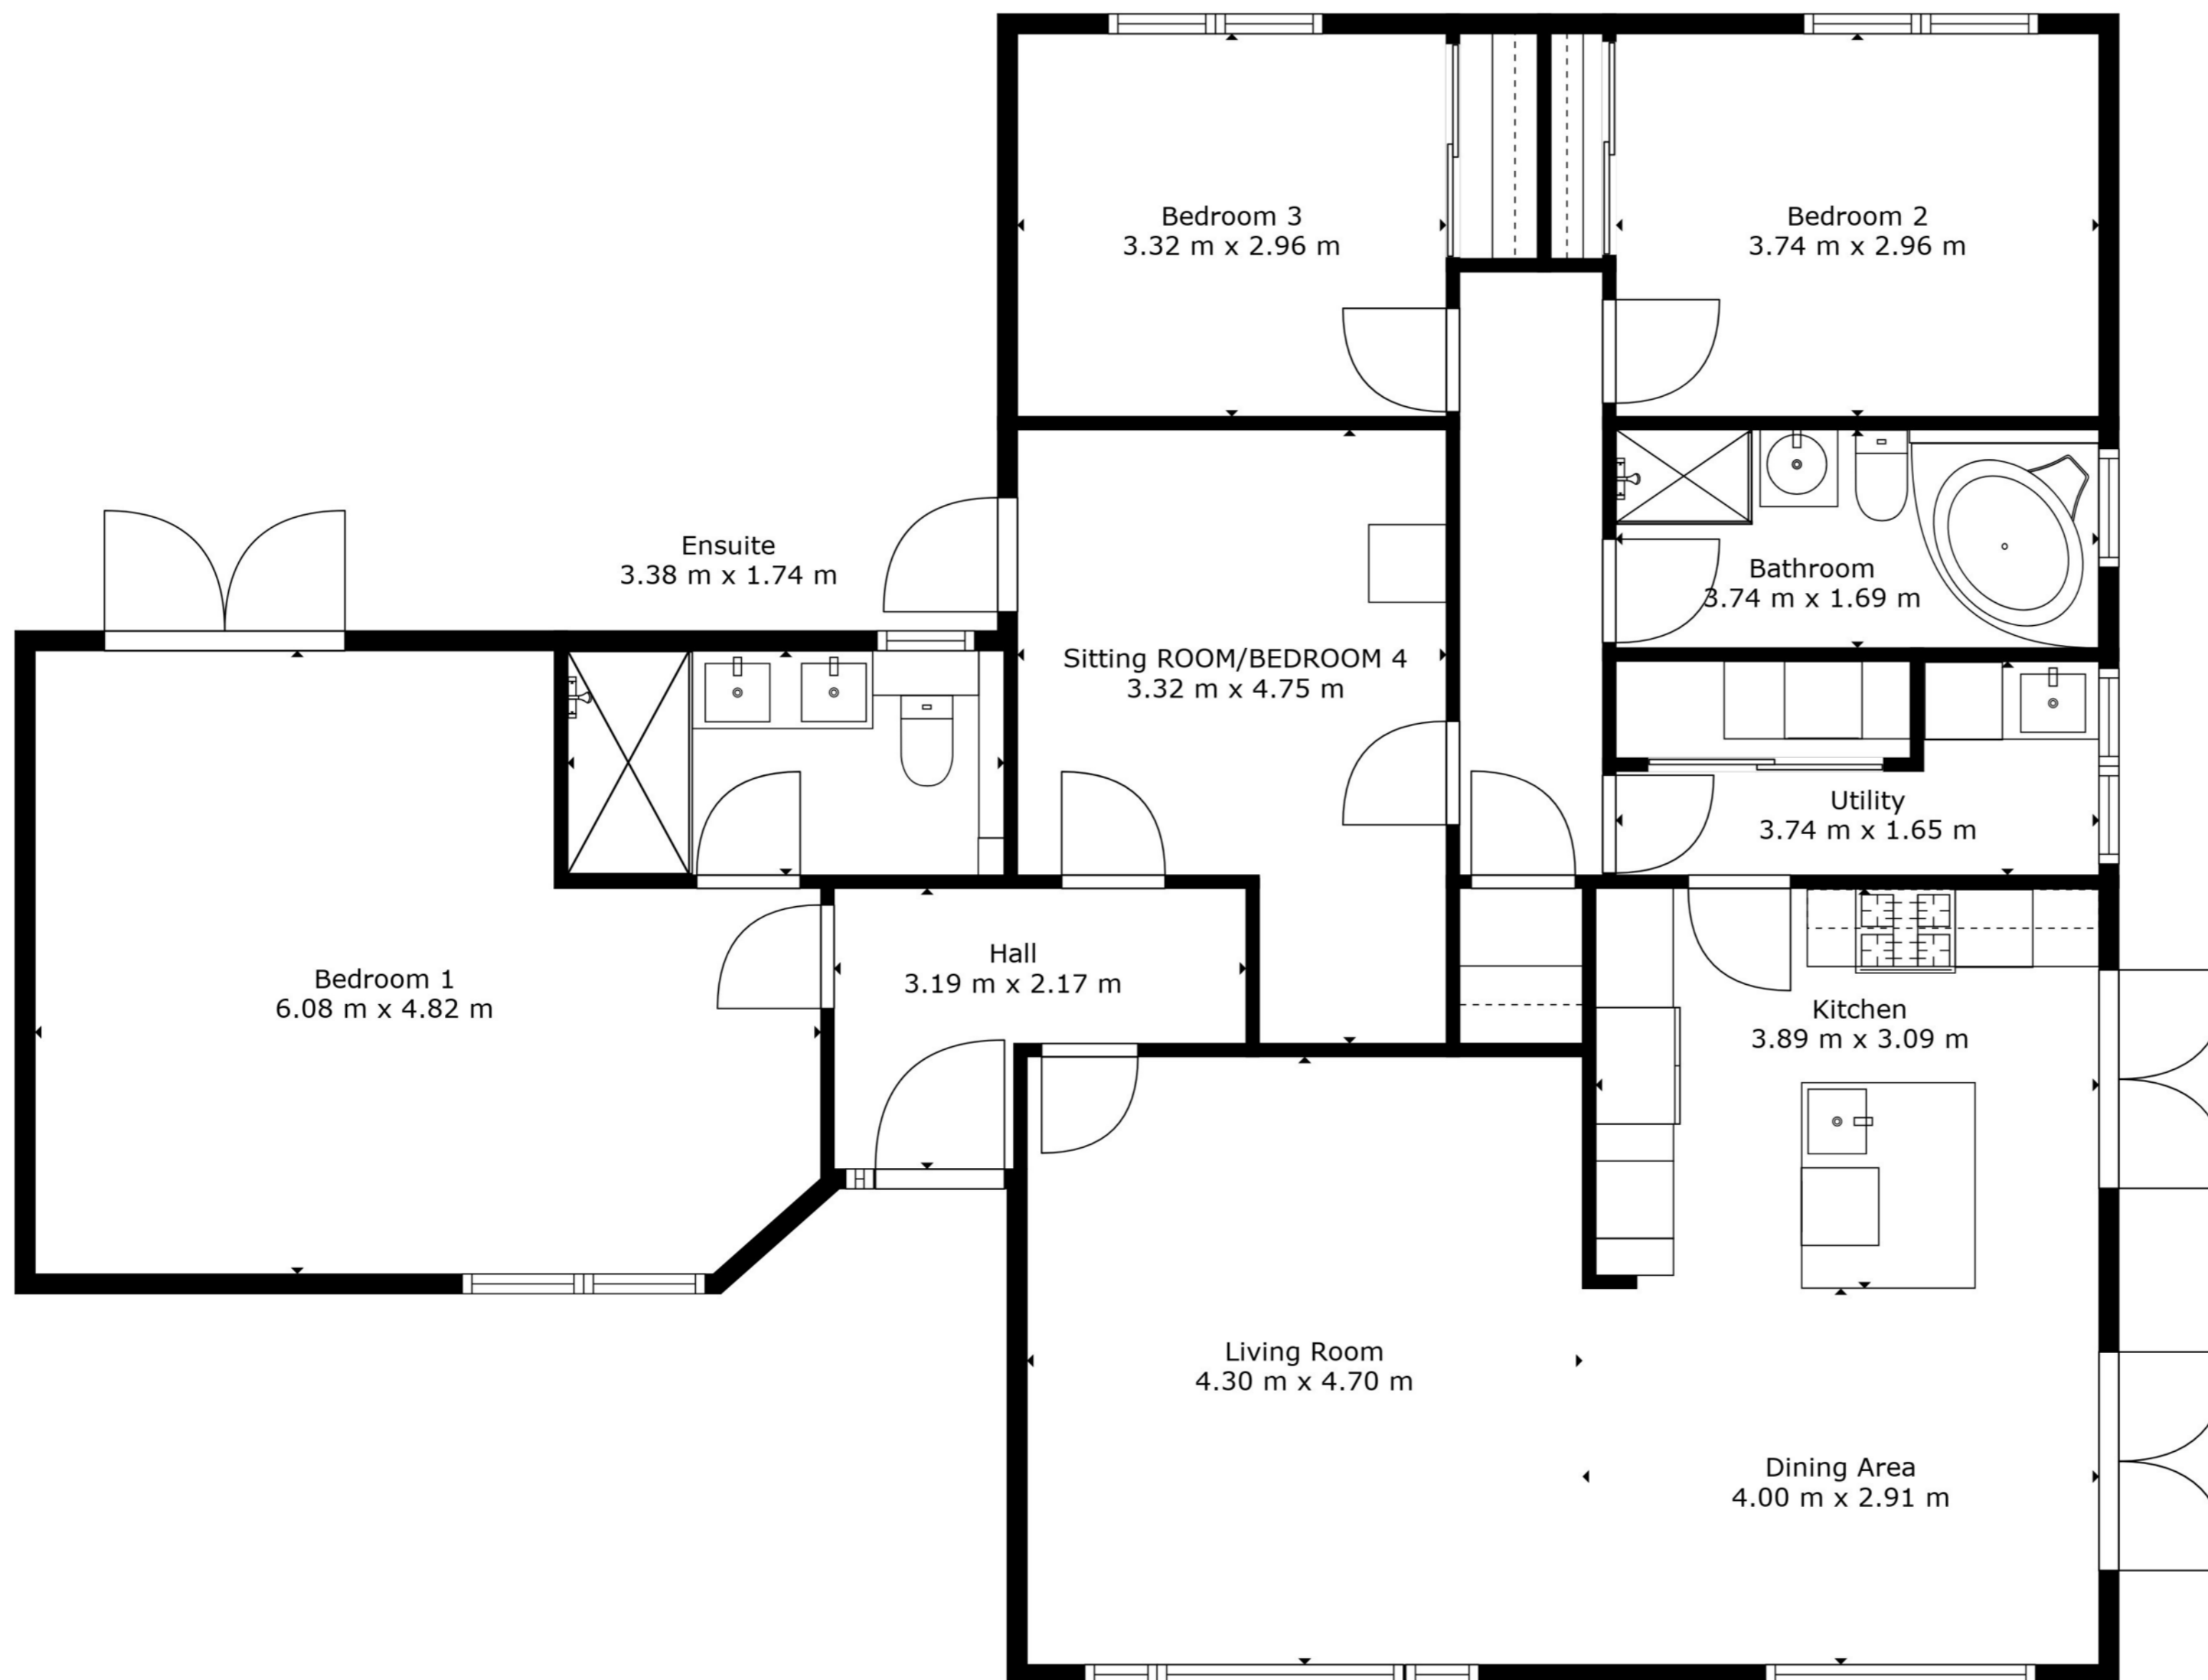 Bedroom 3
3.32 m x 2.96 m
Bedroom 2
3.74 m x 2.96 m
Ensuite
3.38 m x 1.74 m
Bathroom
3.74 m x 1.69 m
Sitting ROOM/BEDROOM 4
3.32 m x 4.75 m
Utility
3.74 m x 1.65 m
Hall
3.19 m x 2.17 m
Bedroom 1
6.08 m x 4.82 m
Kitchen
3.89 m x 3.09 m
Living Room
4.30 m x 4.70 m
Dining Area
4.00 m x 2.91 m